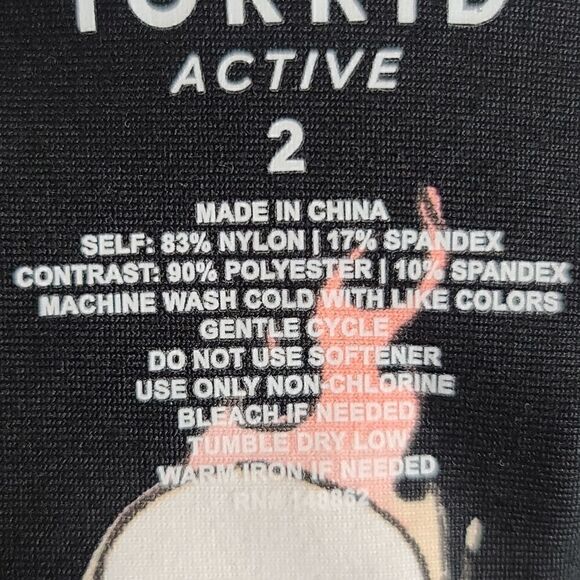 TORRID
ACTIVE
2
MADE IN CHINA
SELF: 83% NYLON | 17% SPANDEX
CONTRAST: 90% POLYESTER | 10% SPANDEX
MACHINE WASH COLD WITH LIKE COLORS
GENTLE CYCLE
DO NOT USE SOFTENER
USE ONLY NON-CHLORINE
BLEACH IF NEEDED
TUMBLE DRY LOW
WARM IRON IF NEEDED
RN#